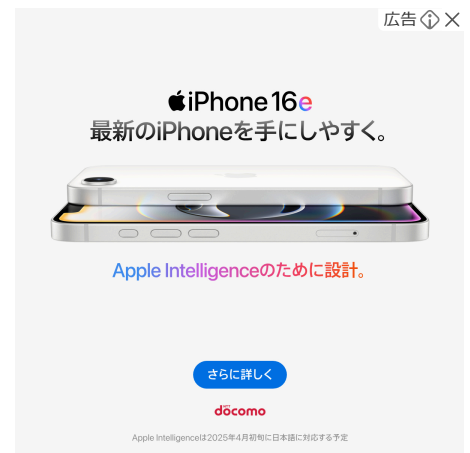 広告
iPhone 16e
最新のiPhoneを手にしやすく。
Apple Intelligenceのために設計。
さらに詳しく
docomo
Apple Intelligenceは2025年4月初旬に日本語に対応する予定